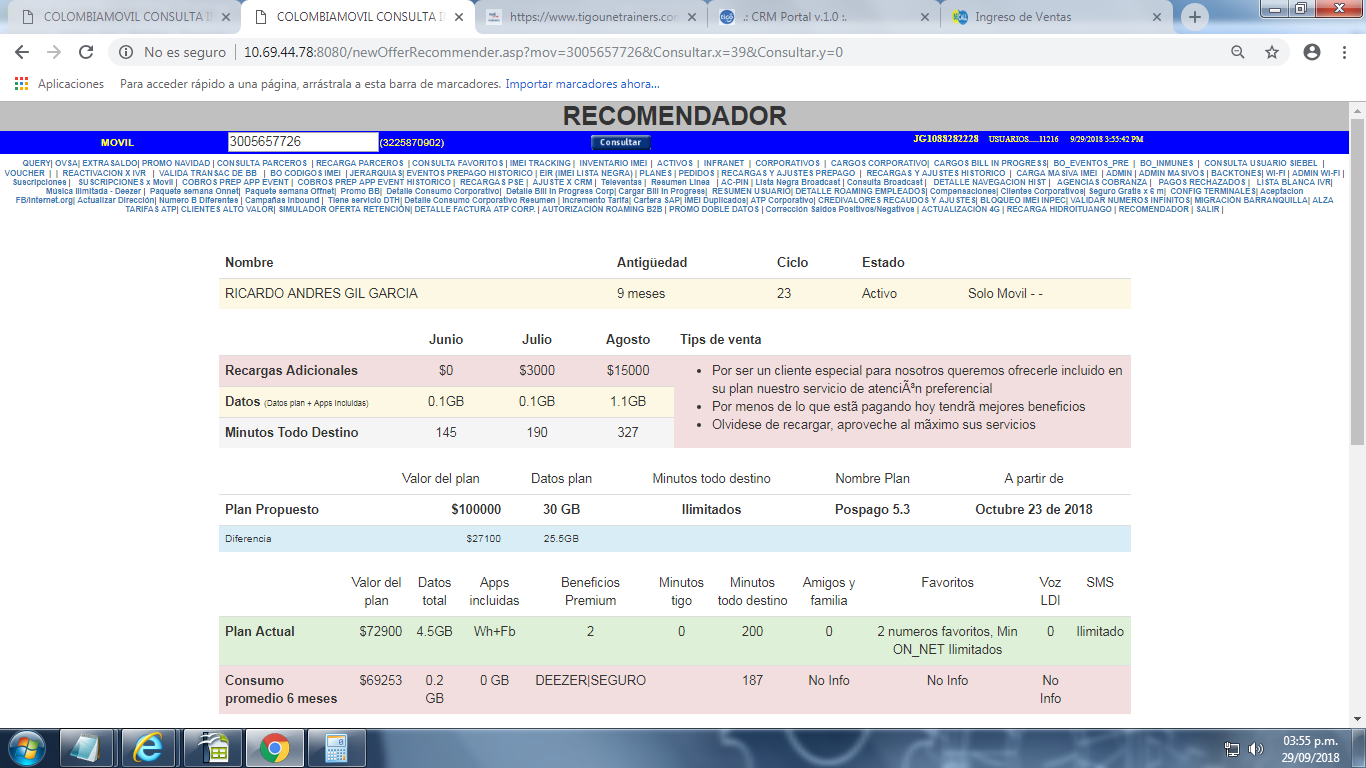 COLOMBIAMOVIL CONSULTA I COLOMBIAMOVIL CONSULTA I https://www.tigounetrainers.con .: CRM Portal v.1.0 :. Ingreso de Ventas
No es seguro | 10.69.44.78:8080/newOfferRecommender.asp?mov=3005657726&Consultar.x=39&Consultar.y=0
Aplicaciones Para acceder rápido a una página, arrástrala a esta barra de marcadores. Importar marcadores ahora...
RECOMENDADOR
MOVIL 3005657726 (3225870902) Consultar JG1088282228 USUARIOS.....11216 9/29/2018 3:55:42 PM
QUERY| OVSA| EXTRASALDO| PROMO NAVIDAD | CONSULTA PARCEROS | RECARGA PARCEROS | CONSULTA FAVORITOS | IMEI TRACKING | INVENTARIO IMEI | ACTIVOS | INFRANET | CORPORATIVOS | CARGOS CORPORATIVO| CARGOS BILL IN PROGRESS| BO_EVENTOS_PRE | BO_INMUNES | CONSULTA USUARIO SIEBEL |
VOUCHER | | REACTIVACION X IVR | VALIDA TRANSAC DE BB | BO CODIGOS IMEI | JERARQUIAS| EVENTOS PREPAGO HISTORICO | EIR (IMEI LISTA NEGRA) | PLANES | PEDIDOS | RECARGAS Y AJUSTES PREPAGO | RECARGAS Y AJUSTES HISTORICO | CARGA MASIVA IMEI | ADMIN | ADMIN MASIVOS | BACKTONES| WI-FI | ADMIN WI-FI |
Suscripciones | SUSCRIPCIONES x Movil | COBROS PREP APP EVENT | COBROS PREP APP EVENT HISTORICO | RECARGAS PSE | AJUSTE X CRM | Televentas | Resumen Linea | AC-PIN | Lista Negra Broadcast | Consulta Broadcast | DETALLE NAVEGACION HIST | AGENCIAS COBRANZA | PAGOS RECHAZADOS | LISTA BLANCA IVR|
Musica Ilimitada - Deezer| Paquete semana Onnet| Paquete semana Offnet| Promo BB| Detalle Consumo Corporativo| Detalle Bill In Progress Corp| Cargar Bill In Progress| RESUMEN USUARIO| DETALLE ROAMING EMPLEADOS| Compensaciones| Clientes Corporativos| Seguro Gratis x 6 m| CONFIG TERMINALES| Aceptacion
FB/Internet.org| Actualizar Dirección| Numero B Diferentes | Campañas Inbound | Tiene servicio DTH| Detalle Consumo Corporativo Resumen | Incremento Tarifa| Cartera SAP| IMEI Duplicados| ATP Corporativo| CREDIVALORES RECAUDOS Y AJUSTES| BLOQUEO IMEI INPEC| VALIDAR NUMEROS INFINITOS| MIGRACIÓN BARRANQUILLA| ALZA
TARIFAS ATP| CLIENTES ALTO VALOR| SIMULADOR OFERTA RETENCIÓN| DETALLE FACTURA ATP CORP. | AUTORIZACIÓN ROAMING B2B | PROMO DOBLE DATOS | Corrección Saldos Positivos/Negativos | ACTUALIZACIÓN 4G | RECARGA HIDROITUANGO | RECOMENDADOR | SALIR |
Nombre Antigüedad Ciclo Estado
RICARDO ANDRES GIL GARCIA 9 meses 23 Activo Solo Movil - -
Junio Julio Agosto Tips de venta
Recargas Adicionales $0 $3000 $15000
Datos (Datos plan + Apps Incluidas) 0.1GB 0.1GB 1.1GB
Minutos Todo Destino 145 190 327
• Por ser un cliente especial para nosotros queremos ofrecerle incluido en
su plan nuestro servicio de atenciÃ³n preferencial
• Por menos de lo que estã pagando hoy tendrã mejores beneficios
• Olvidese de recargar, aproveche al mãximo sus servicios
Valor del plan Datos plan Minutos todo destino Nombre Plan A partir de
Plan Propuesto $100000 30 GB Ilimitados Pospago 5.3 Octubre 23 de 2018
Diferencia $27100 25.5GB
Valor del plan Datos total Apps incluidas Beneficios Premium Minutos tigo Minutos todo destino Amigos y familia Favoritos Voz LDI SMS
Plan Actual $72900 4.5GB Wh+Fb 2 0 200 0 2 numeros favoritos, Min ON_NET Ilimitados 0 Ilimitado
Consumo promedio 6 meses $69253 0.2 GB 0 GB DEEZER|SEGURO 187 No Info No Info No Info
03:55 p.m.
29/09/2018